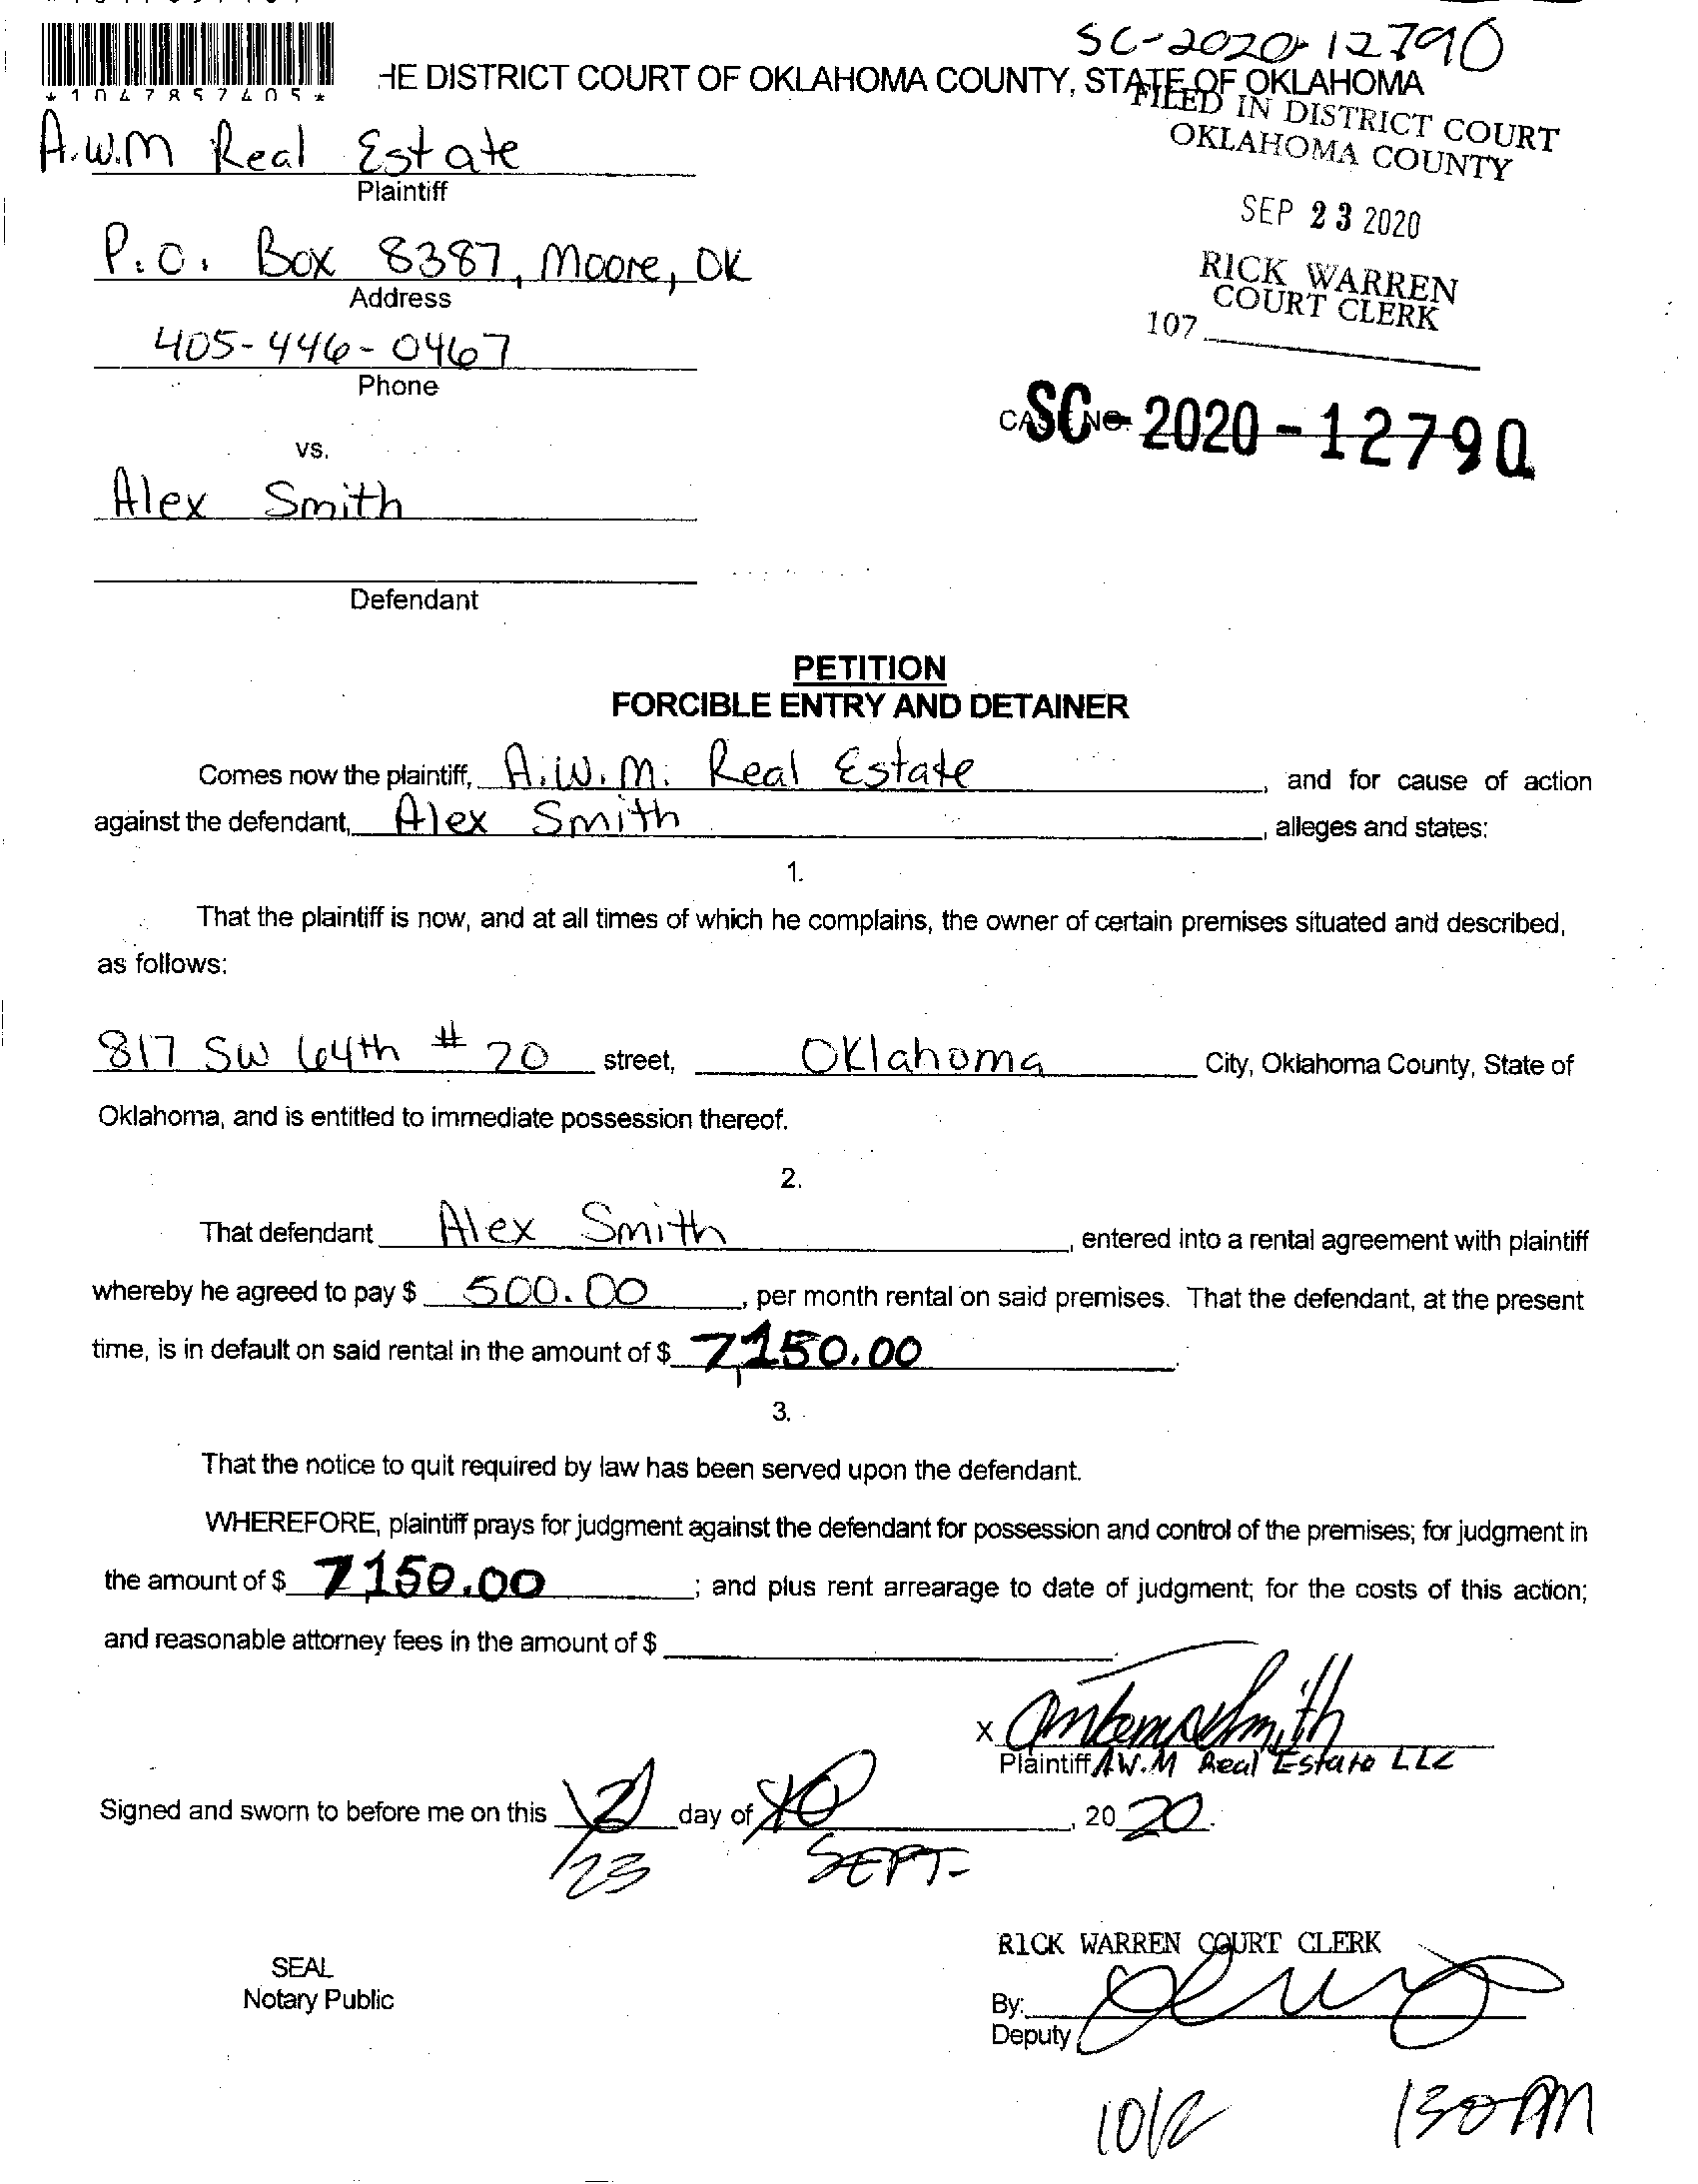 SC-2020-12790
*1047857405*
HE DISTRICT COURT OF OKLAHOMA COUNTY, STATE OF OKLAHOMA
FILED IN DISTRICT COURT
OKLAHOMA COUNTY
A.W.M Real Estate
Plaintiff
SEP 23 2020
P.O. Box 8387, Moore, OK
Address
RICK WARREN
COURT CLERK
107
405-446-0467
Phone
CASE NO. SC-2020-12790
vs.
Alex Smith
Defendant
PETITION
FORCIBLE ENTRY AND DETAINER
Comes now the plaintiff, A.W.M. Real Estate, and for cause of action
against the defendant, Alex Smith, alleges and states:
1.
That the plaintiff is now, and at all times of which he complains, the owner of certain premises situated and described,
as follows:
817 SW 64th # 20 street, Oklahoma City, Oklahoma County, State of
Oklahoma, and is entitled to immediate possession thereof.
2.
That defendant Alex Smith, entered into a rental agreement with plaintiff
whereby he agreed to pay $ 500.00, per month rental on said premises. That the defendant, at the present
time, is in default on said rental in the amount of $ 7,150.00.
3.
That the notice to quit required by law has been served upon the defendant.
WHEREFORE, plaintiff prays for judgment against the defendant for possession and control of the premises; for judgment in
the amount of $ 7,150.00; and plus rent arrearage to date of judgment; for the costs of this action;
and reasonable attorney fees in the amount of $
X
Plaintiff A.W.M Real Estate LLC
Signed and sworn to before me on this day of, 2020.
23 SEPT-
RICK WARREN COURT CLERK
SEAL
Notary Public
By:
Deputy
10/2 130 PM